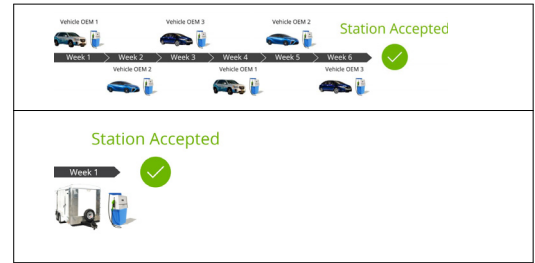 Vehicle OEM 1
Vehicle OEM 3
Vehicle OEM 2
Station Accepted
Week 1
Week 2
Week 3
Week 4
Week 5
Week 6
Vehicle OEM 2
Vehicle OEM 1
Vehicle OEM 3
Station Accepted
Week 1